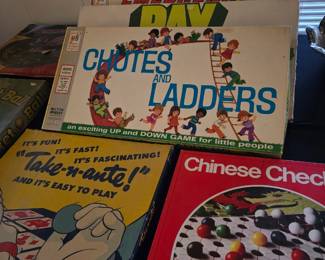 DAY
CHUTES
AND
LADDERS
an exciting UP and DOWN GAME for little people
IT'S FUN!
IT'S FAST!
IT'S FASCINATING!
"Take-n-ante!"
AND IT'S EASY TO PLAY
Chinese Chec